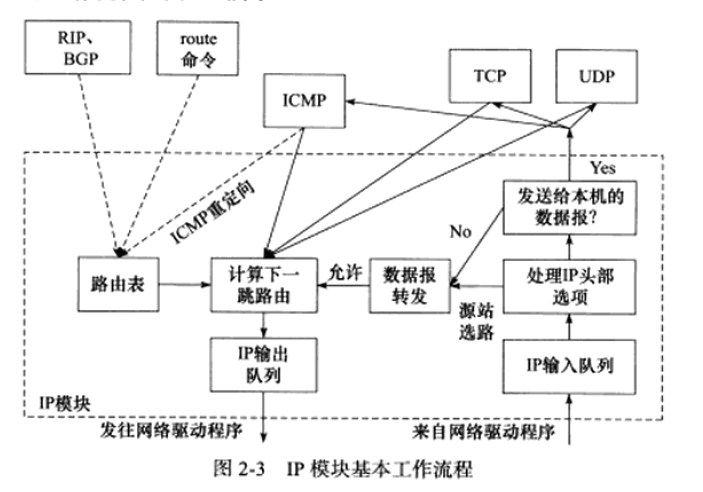 RIP、
BGP
route
命令
ICMP
TCP
UDP
Yes
发送给本机的
数据报?
No
ICMP重定向
路由表
计算下一
跳路由
允许
数据报
转发
处理IP头部
选项
源站
选路
IP输出
队列
IP输入队列
IP模块
发往网络驱动程序
来自网络驱动程序
图 2-3 IP 模块基本工作流程